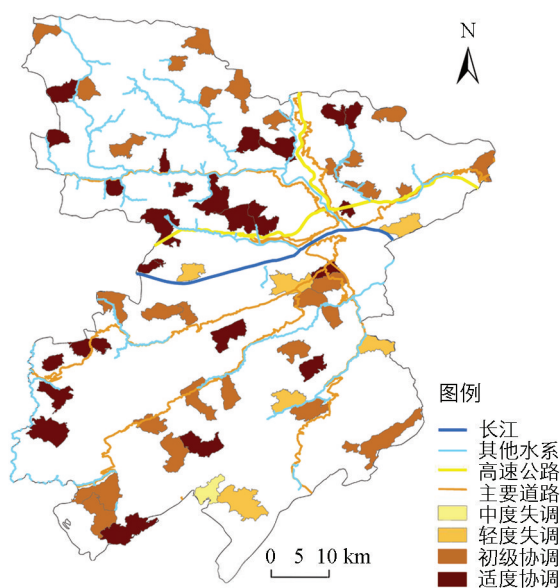 N
图例
长江
其他水系
高速公路
主要道路
中度失调
轻度失调
初级协调
适度协调
0 5 10 km